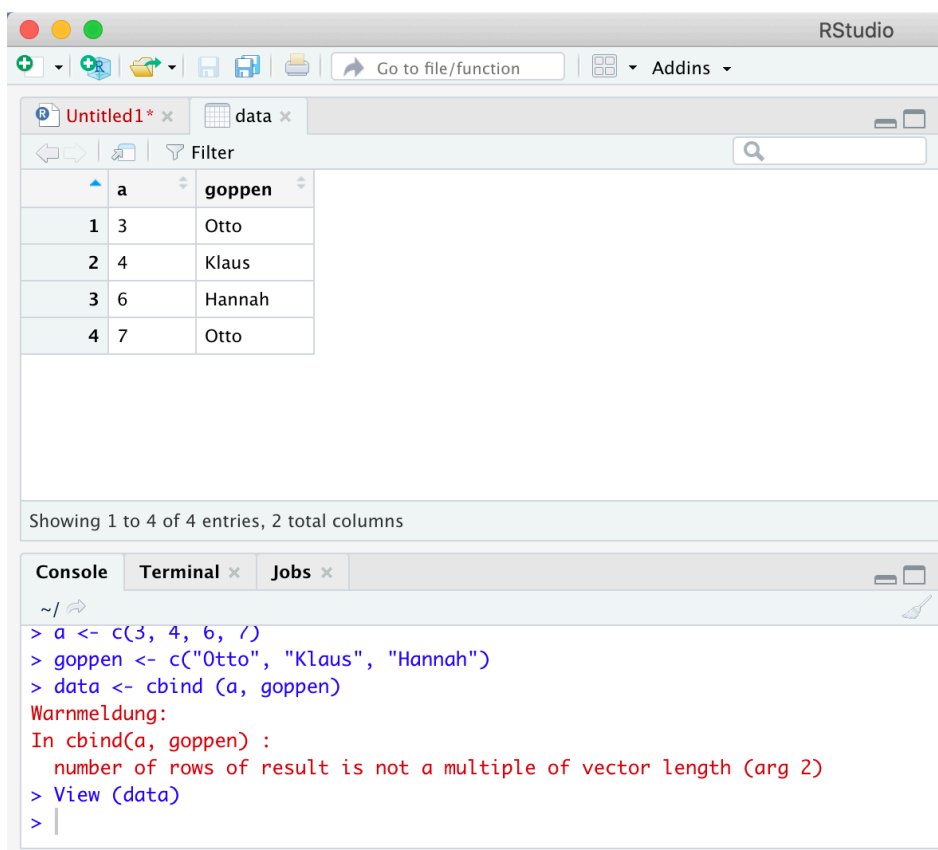 RStudio
Go to file/function Addins
Untitled1* data
Filter
a goppen
1 3 Otto
2 4 Klaus
3 6 Hannah
4 7 Otto
Showing 1 to 4 of 4 entries, 2 total columns
Console Terminal Jobs
~/
> a <- c(3, 4, 6, 7)
> goppen <- c("Otto", "Klaus", "Hannah")
> data <- cbind (a, goppen)
Warnmeldung:
In cbind(a, goppen) :
number of rows of result is not a multiple of vector length (arg 2)
> View (data)
>